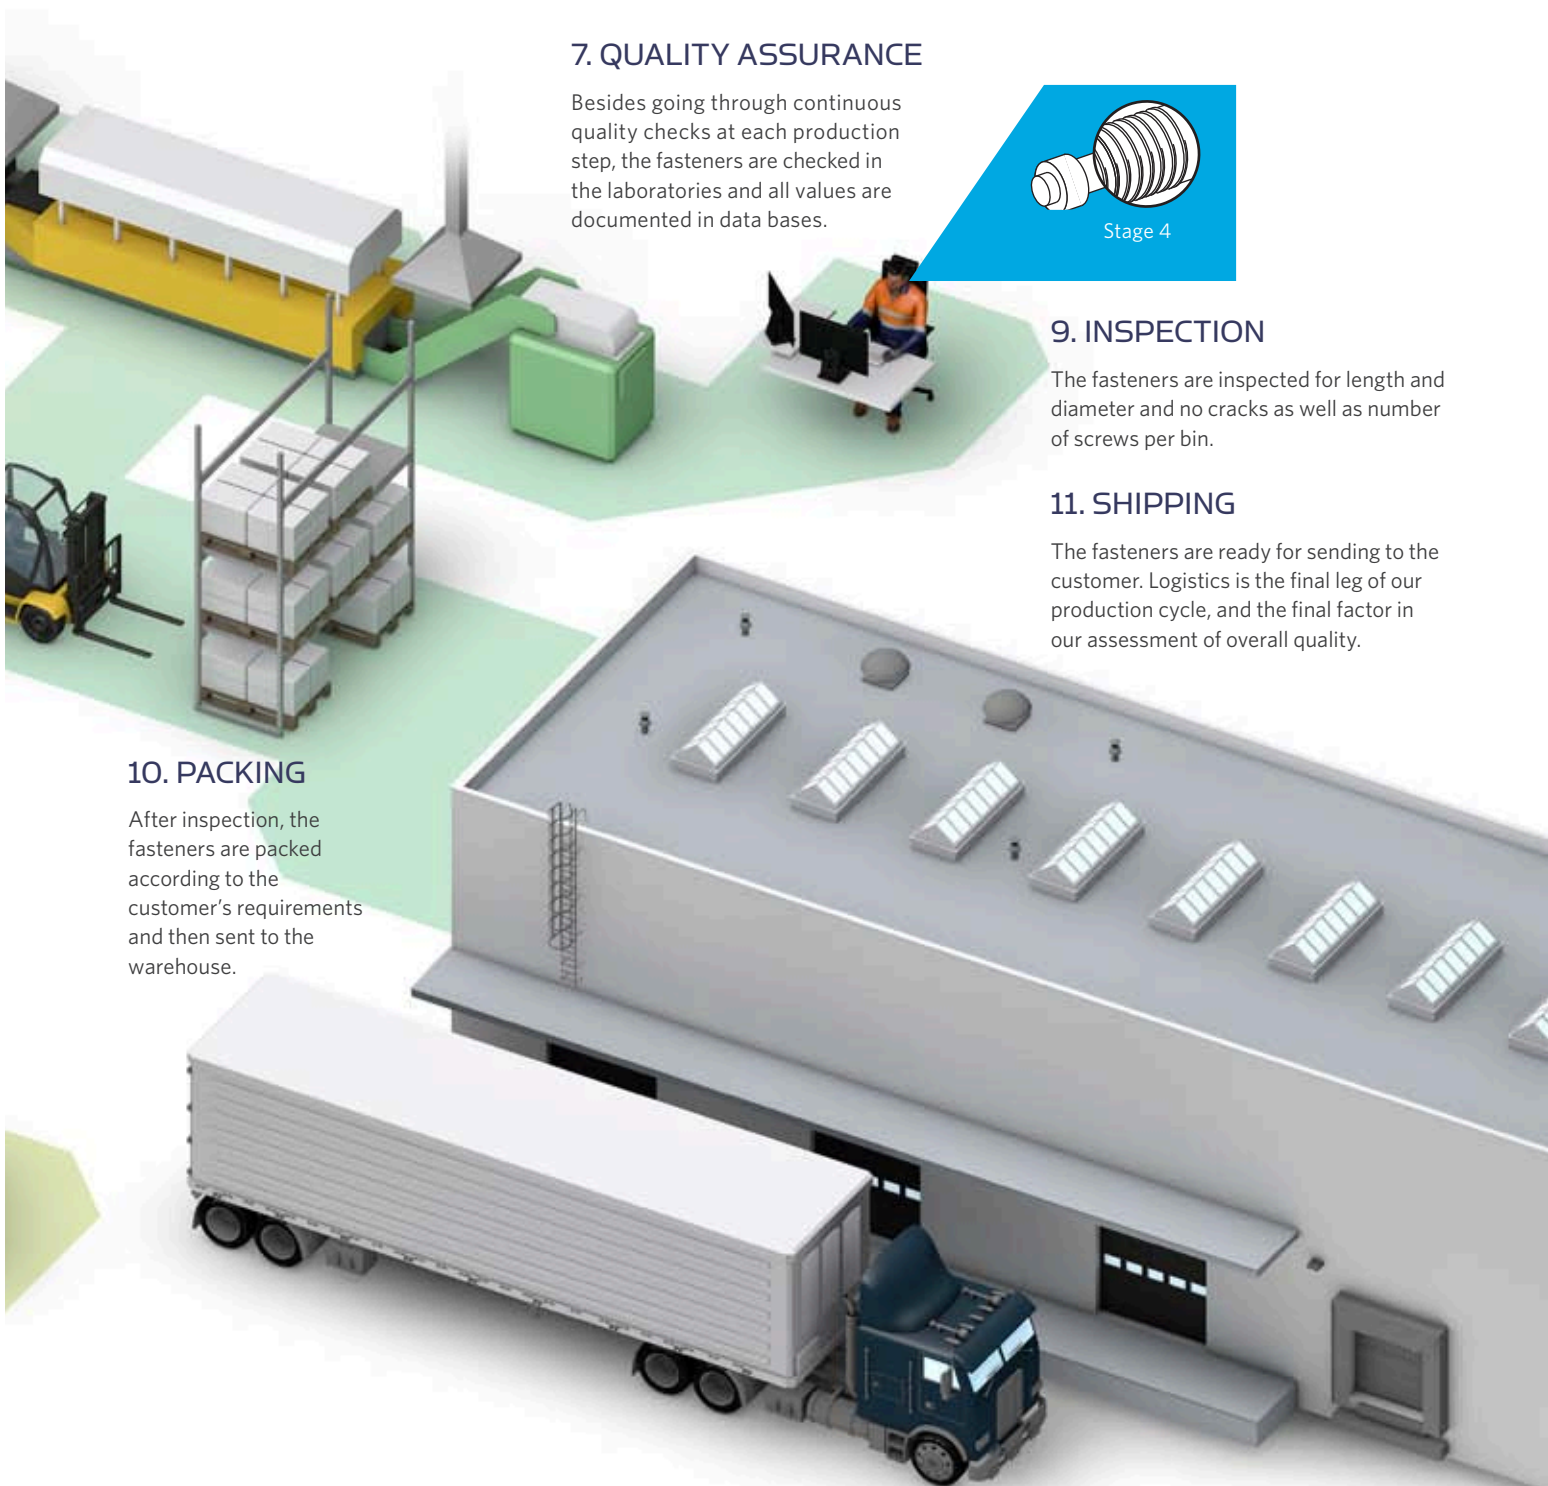 7. QUALITY ASSURANCE
Besides going through continuous
quality checks at each production
step, the fasteners are checked in
the laboratories and all values are
documented in data bases.
Stage 4
9. INSPECTION
The fasteners are inspected for length and
diameter and no cracks as well as number
of screws per bin.
11. SHIPPING
The fasteners are ready for sending to the
customer. Logistics is the final leg of our
production cycle, and the final factor in
our assessment of overall quality.
10. PACKING
After inspection, the
fasteners are packed
according to the
customer's requirements
and then sent to the
warehouse.